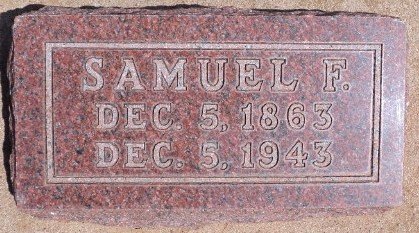 SAMUEL F.
DEC. 5, 1863
DEC. 5, 1943